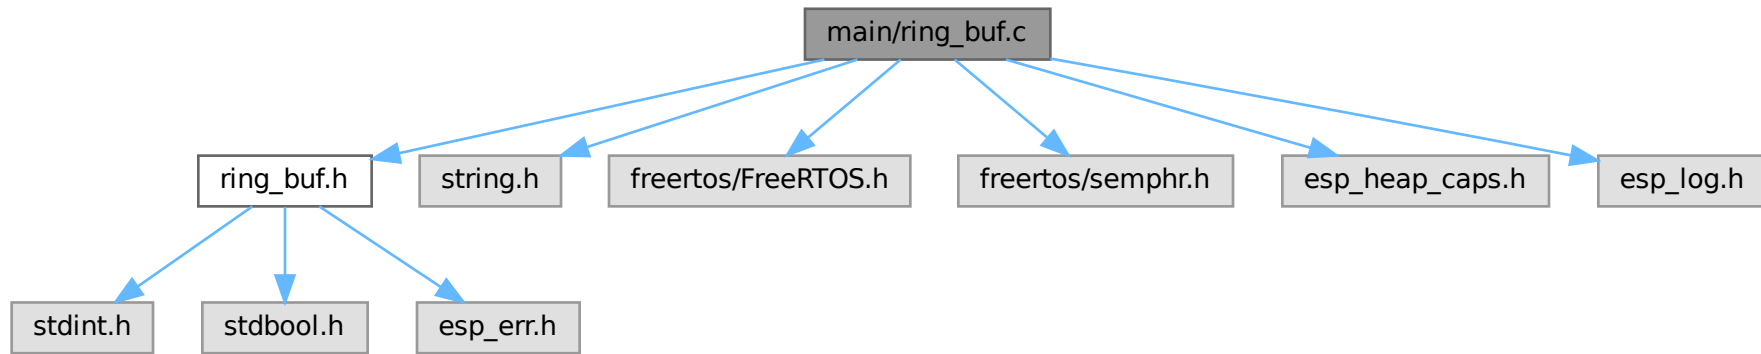 main/ring_buf.c
ring_buf.h
string.h
freertos/FreeRTOS.h
freertos/semphr.h
esp_heap_caps.h
esp_log.h
stdint.h
stdbool.h
esp_err.h